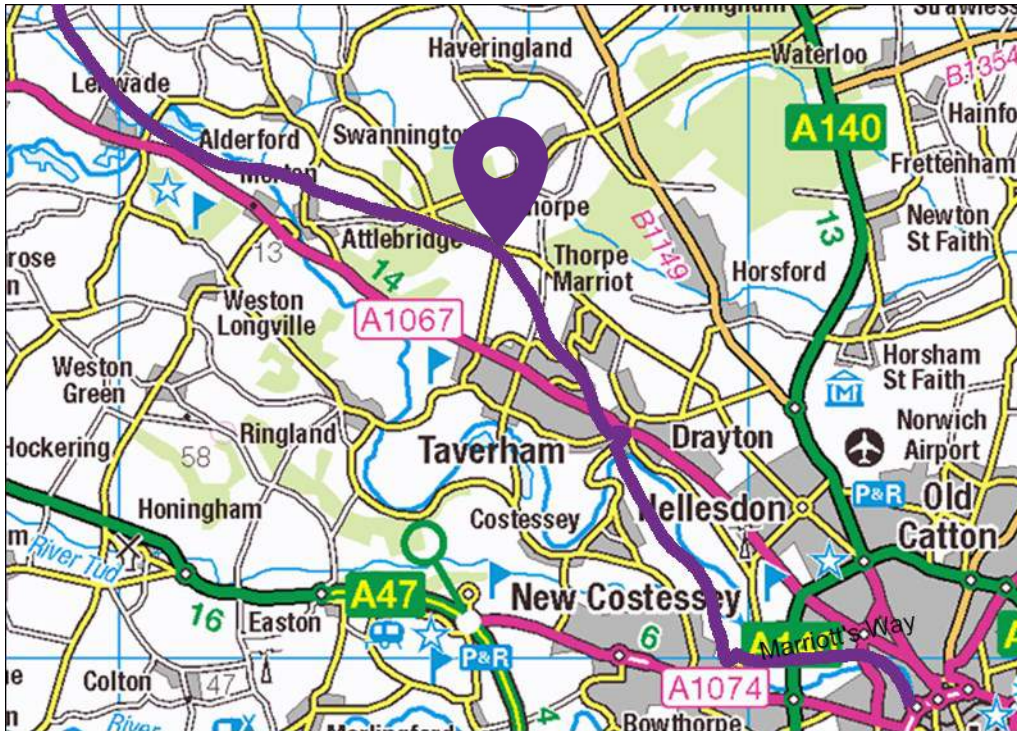 Haveringland
Waterloo
B1354
Lenwade
A140
Hainfo
Alderford
Swannington
Frettenham
Morton
horpe
Newton
St Faith
B1149
13
Attlebridge
Thorpe
Marriot
Horsford
rose
n
13
14
Weston
Longville
A1067
Horsham
St Faith
Weston
Green
M
Norwich
Airport
Hockering
Ringland
Taverham
Drayton
58
P&R
Old
Catton
Honingham
Costessey
Hellesdon
m
River Tud
A47
New Costessey
16
Easton
6
Marriott's Way
P&R
Colton
47
A1074
River
4
Bowthorpe